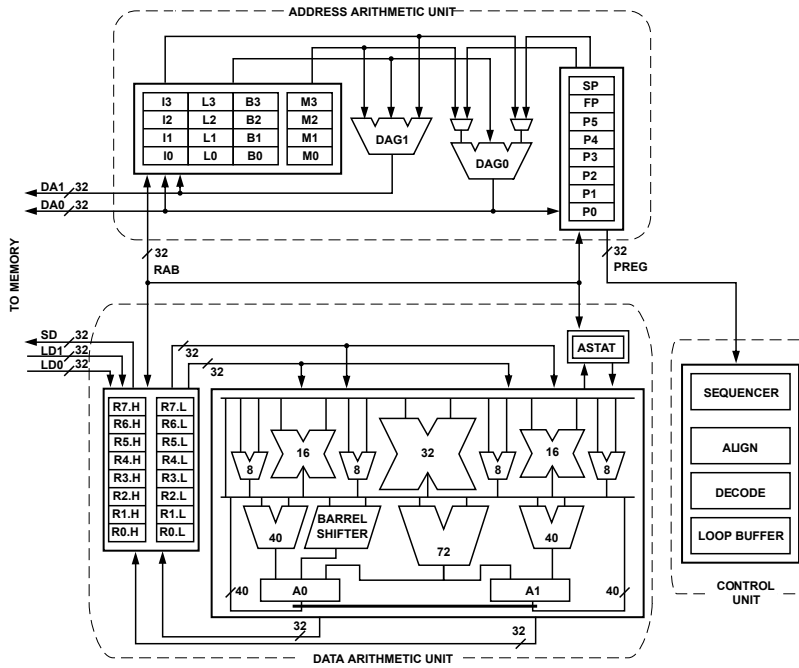 ADDRESS ARITHMETIC UNIT
I3 L3 B3 M3
I2 L2 B2 M2
I1 L1 B1 M1
I0 L0 B0 M0
DAG1
DAG0
SP
FP
P5
P4
P3
P2
P1
P0
DA1 32
DA0 32
32
RAB
32
PREG
TO MEMORY
SD 32
LD1 32
LD0 32
32
32
ASTAT
R7.H R7.L
R6.H R6.L
R5.H R5.L
R4.H R4.L
R3.H R3.L
R2.H R2.L
R1.H R1.L
R0.H R0.L
8 16 8 32 8 16 8
40
BARREL
SHIFTER
72
40
40
A0
A1
40
32
32
DATA ARITHMETIC UNIT
SEQUENCER
ALIGN
DECODE
LOOP BUFFER
CONTROL
UNIT